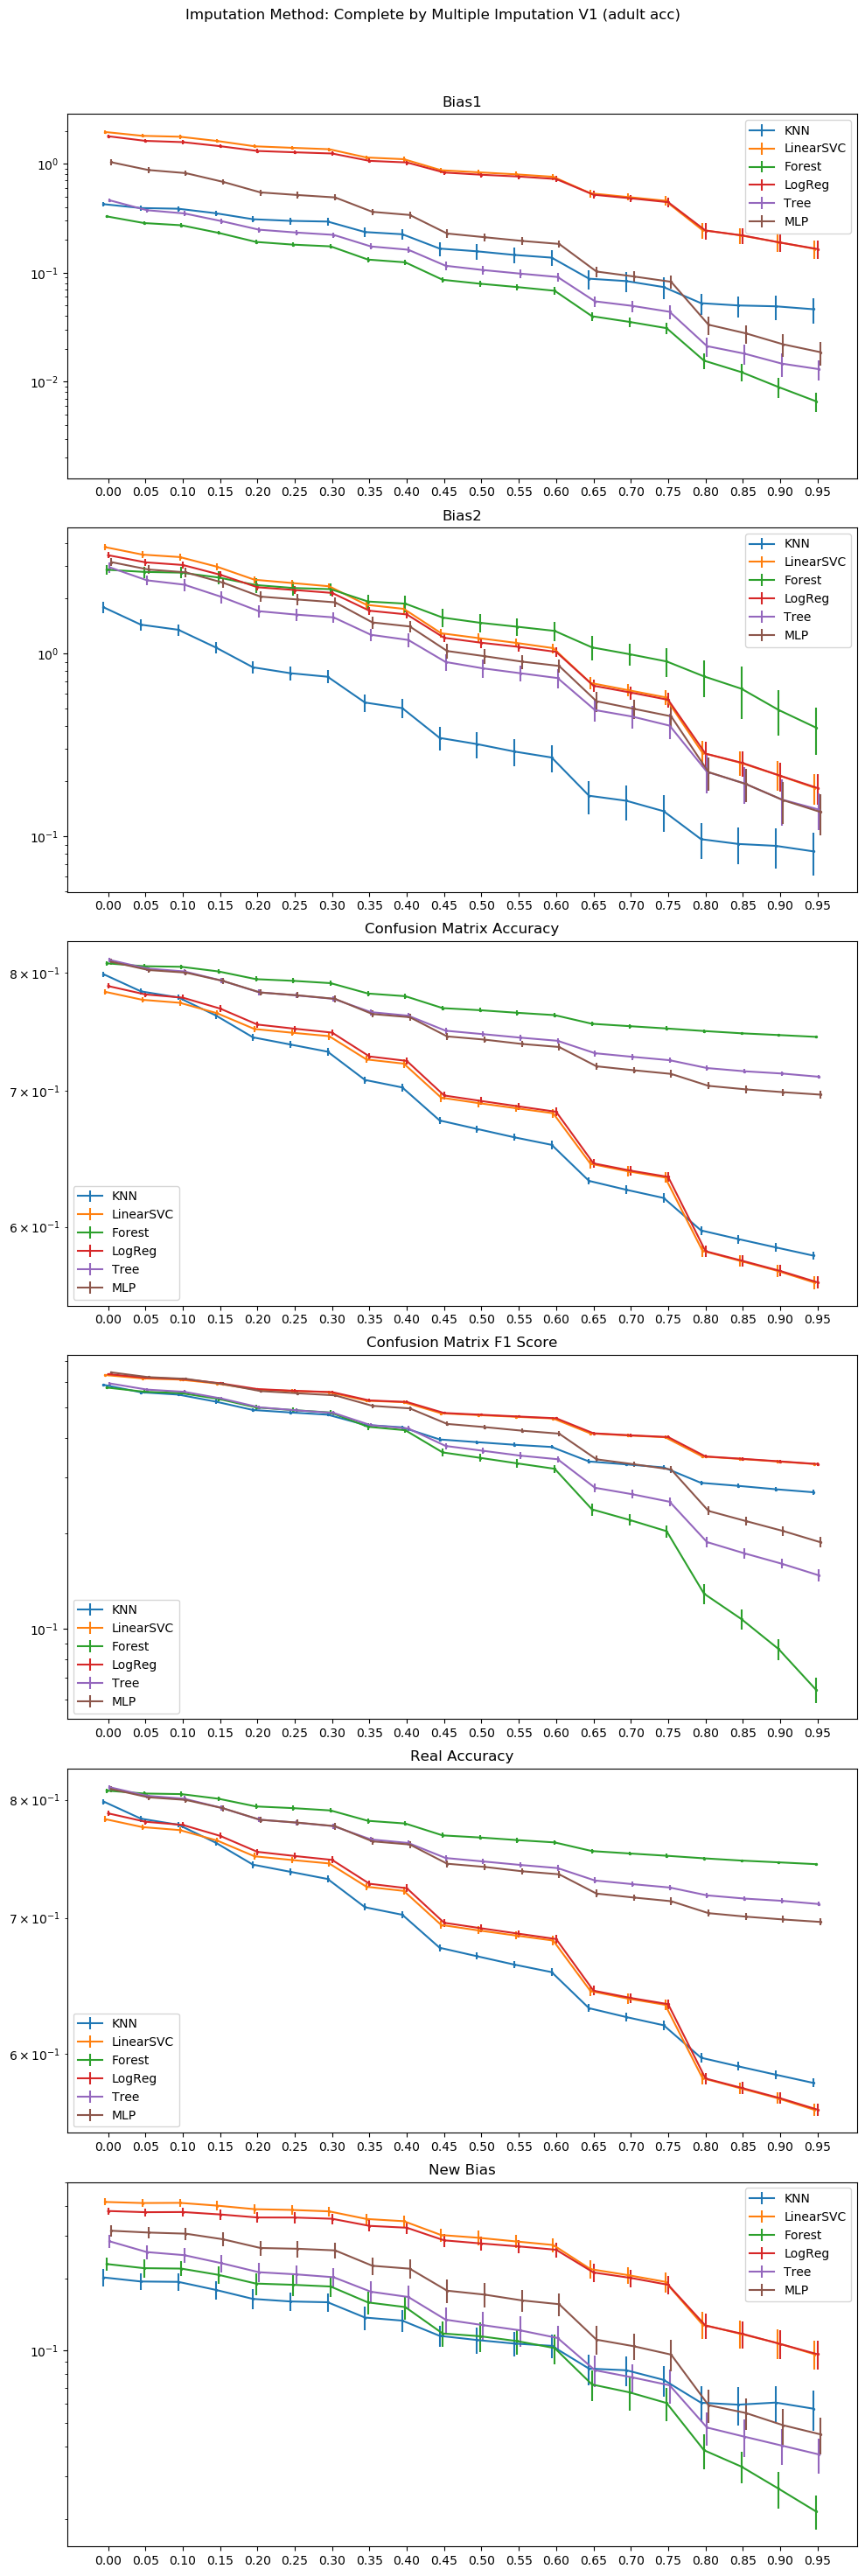 Imputation Method: Complete by Multiple Imputation V1 (adult acc)
Bias1
KNN
LinearSVC
Forest
LogReg
Tree
MLP
10^0
10^-1
10^-2
0.00 0.05 0.10 0.15 0.20 0.25 0.30 0.35 0.40 0.45 0.50 0.55 0.60 0.65 0.70 0.75 0.80 0.85 0.90 0.95
Bias2
KNN
LinearSVC
Forest
LogReg
Tree
MLP
10^0
10^-1
0.00 0.05 0.10 0.15 0.20 0.25 0.30 0.35 0.40 0.45 0.50 0.55 0.60 0.65 0.70 0.75 0.80 0.85 0.90 0.95
Confusion Matrix Accuracy
8 × 10^-1
7 × 10^-1
6 × 10^-1
KNN
LinearSVC
Forest
LogReg
Tree
MLP
0.00 0.05 0.10 0.15 0.20 0.25 0.30 0.35 0.40 0.45 0.50 0.55 0.60 0.65 0.70 0.75 0.80 0.85 0.90 0.95
Confusion Matrix F1 Score
KNN
LinearSVC
Forest
LogReg
Tree
MLP
10^-1
0.00 0.05 0.10 0.15 0.20 0.25 0.30 0.35 0.40 0.45 0.50 0.55 0.60 0.65 0.70 0.75 0.80 0.85 0.90 0.95
Real Accuracy
8 × 10^-1
7 × 10^-1
6 × 10^-1
KNN
LinearSVC
Forest
LogReg
Tree
MLP
0.00 0.05 0.10 0.15 0.20 0.25 0.30 0.35 0.40 0.45 0.50 0.55 0.60 0.65 0.70 0.75 0.80 0.85 0.90 0.95
New Bias
KNN
LinearSVC
Forest
LogReg
Tree
MLP
10^-1
0.00 0.05 0.10 0.15 0.20 0.25 0.30 0.35 0.40 0.45 0.50 0.55 0.60 0.65 0.70 0.75 0.80 0.85 0.90 0.95